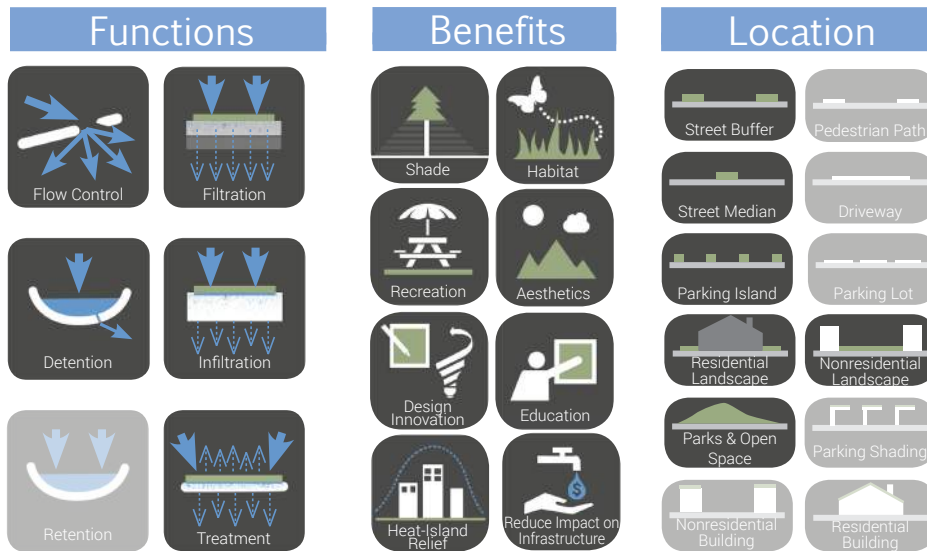 Functions
Flow Control
Filtration
Detention
Infiltration
Retention
Treatment
Benefits
Shade
Habitat
Recreation
Aesthetics
Design
Innovation
Education
Heat-Island
Relief
Reduce Impact on
Infrastructure
$
Location
Street Buffer
Pedestrian Path
Street Median
Driveway
Parking Island
Parking Lot
Residential
Landscape
Nonresidential
Landscape
Parks & Open
Space
Parking Shading
Nonresidential
Building
Residential
Building